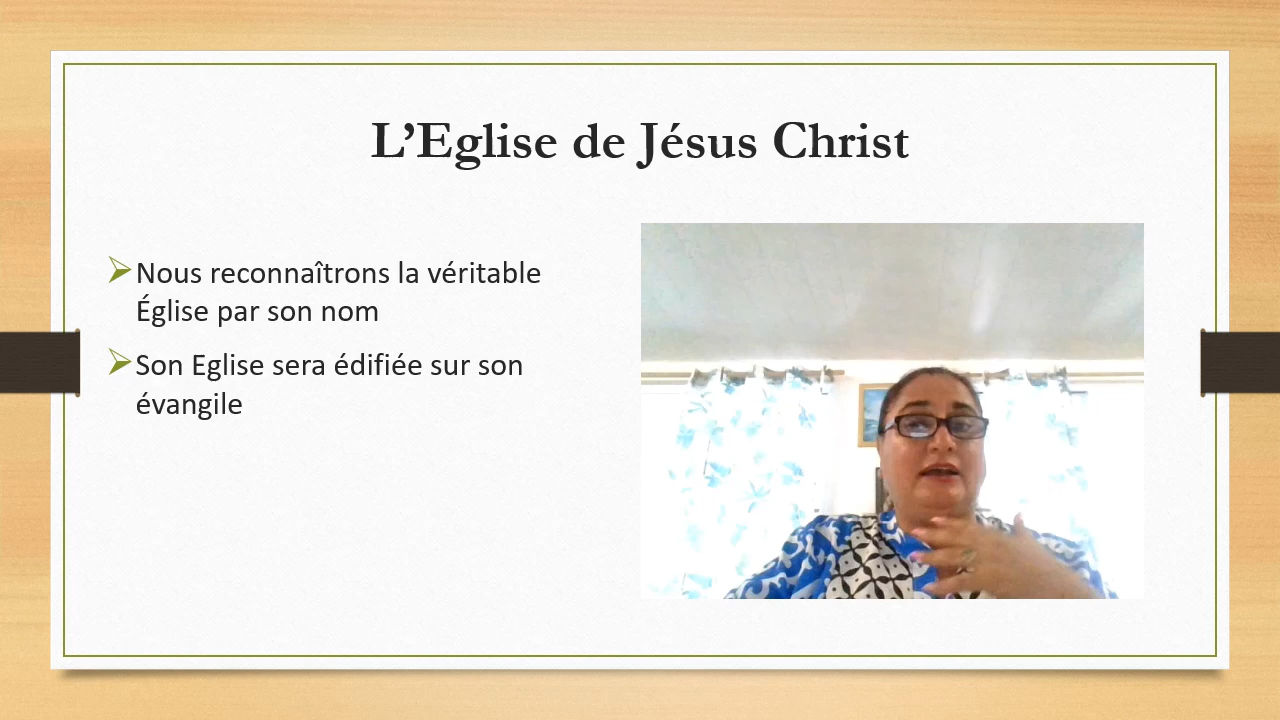 L’Eglise de Jésus Christ
Nous reconnaîtrons la véritable
Église par son nom
Son Eglise sera édifiée sur son
évangile